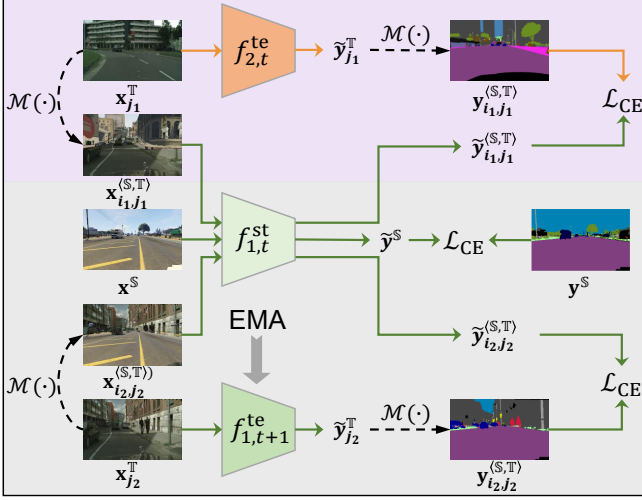 f_{2,t}^{te} ỹ_{j_1}^𝕋 ℳ(·)
x_{j_1}^𝕋 y_{i_1,j_1}^{⟨𝕊,𝕋⟩}
ℳ(·) ℒ_CE
ỹ_{i_1,j_1}^{⟨𝕊,𝕋⟩}
x_{i_1,j_1}^{⟨𝕊,𝕋⟩}
f_{1,t}^{st} ỹ^𝕊 ℒ_CE
x^𝕊 y^𝕊
EMA
ỹ_{i_2,j_2}^{⟨𝕊,𝕋⟩}
x_{i_2,j_2}^{⟨𝕊,𝕋⟩)}
ℳ(·) ℒ_CE
f_{1,t+1}^{te} ỹ_{j_2}^𝕋 ℳ(·)
x_{j_2}^𝕋 y_{i_2,j_2}^{⟨𝕊,𝕋⟩}